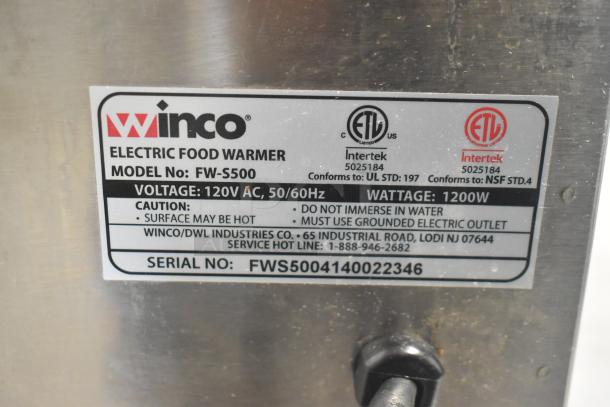 Winco®
ELECTRIC FOOD WARMER
MODEL No: FW-S500
C ETL US
Intertek
5025184
Conforms to: UL STD: 197
ETL
Intertek
5025184
Conforms to: NSF STD.4
VOLTAGE: 120V AC, 50/60Hz WATTAGE: 1200W
CAUTION:
• SURFACE MAY BE HOT
• DO NOT IMMERSE IN WATER
• MUST USE GROUNDED ELECTRIC OUTLET
WINCO/DWL INDUSTRIES CO. • 65 INDUSTRIAL ROAD, LODI NJ 07644
SERVICE HOT LINE: 1-888-946-2682
SERIAL NO: FWS5004140022346